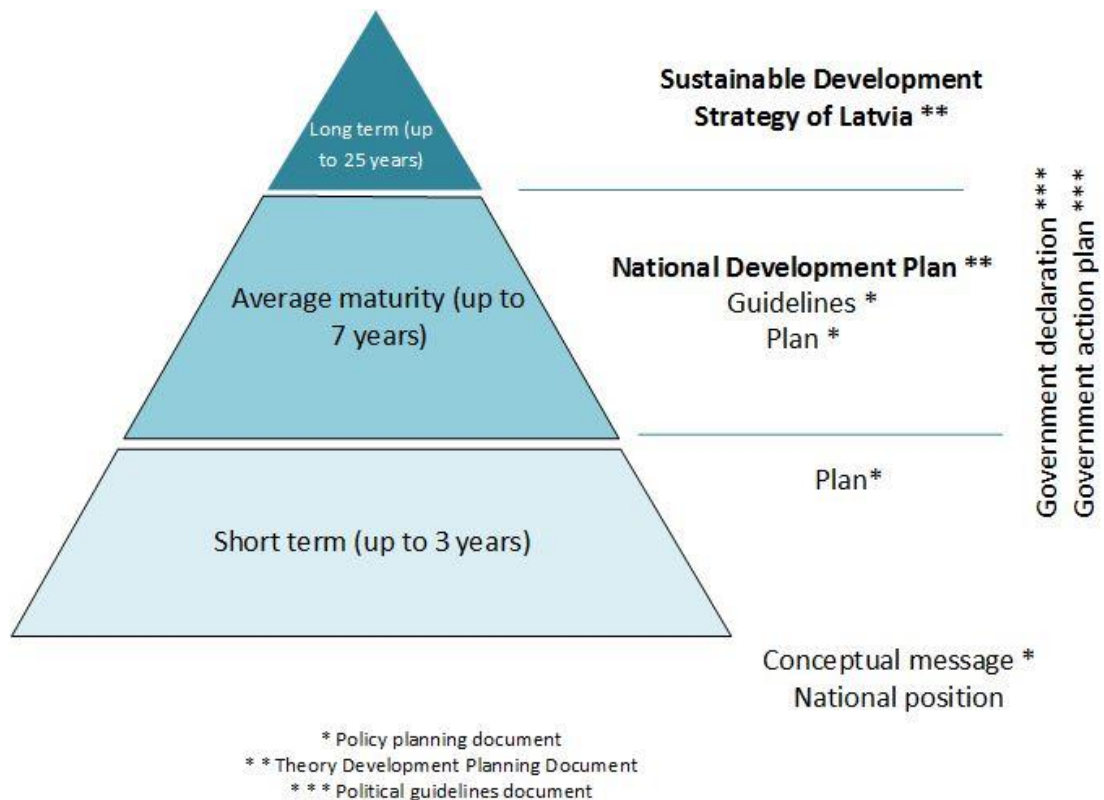 Sustainable Development
Strategy of Latvia **
Long term (up
to 25 years)
National Development Plan **
Guidelines *
Plan *
Average maturity (up to
7 years)
Government declaration ***
Government action plan ***
Plan*
Short term (up to 3 years)
Conceptual message *
National position
* Policy planning document
* * Theory Development Planning Document
* * * Political guidelines document